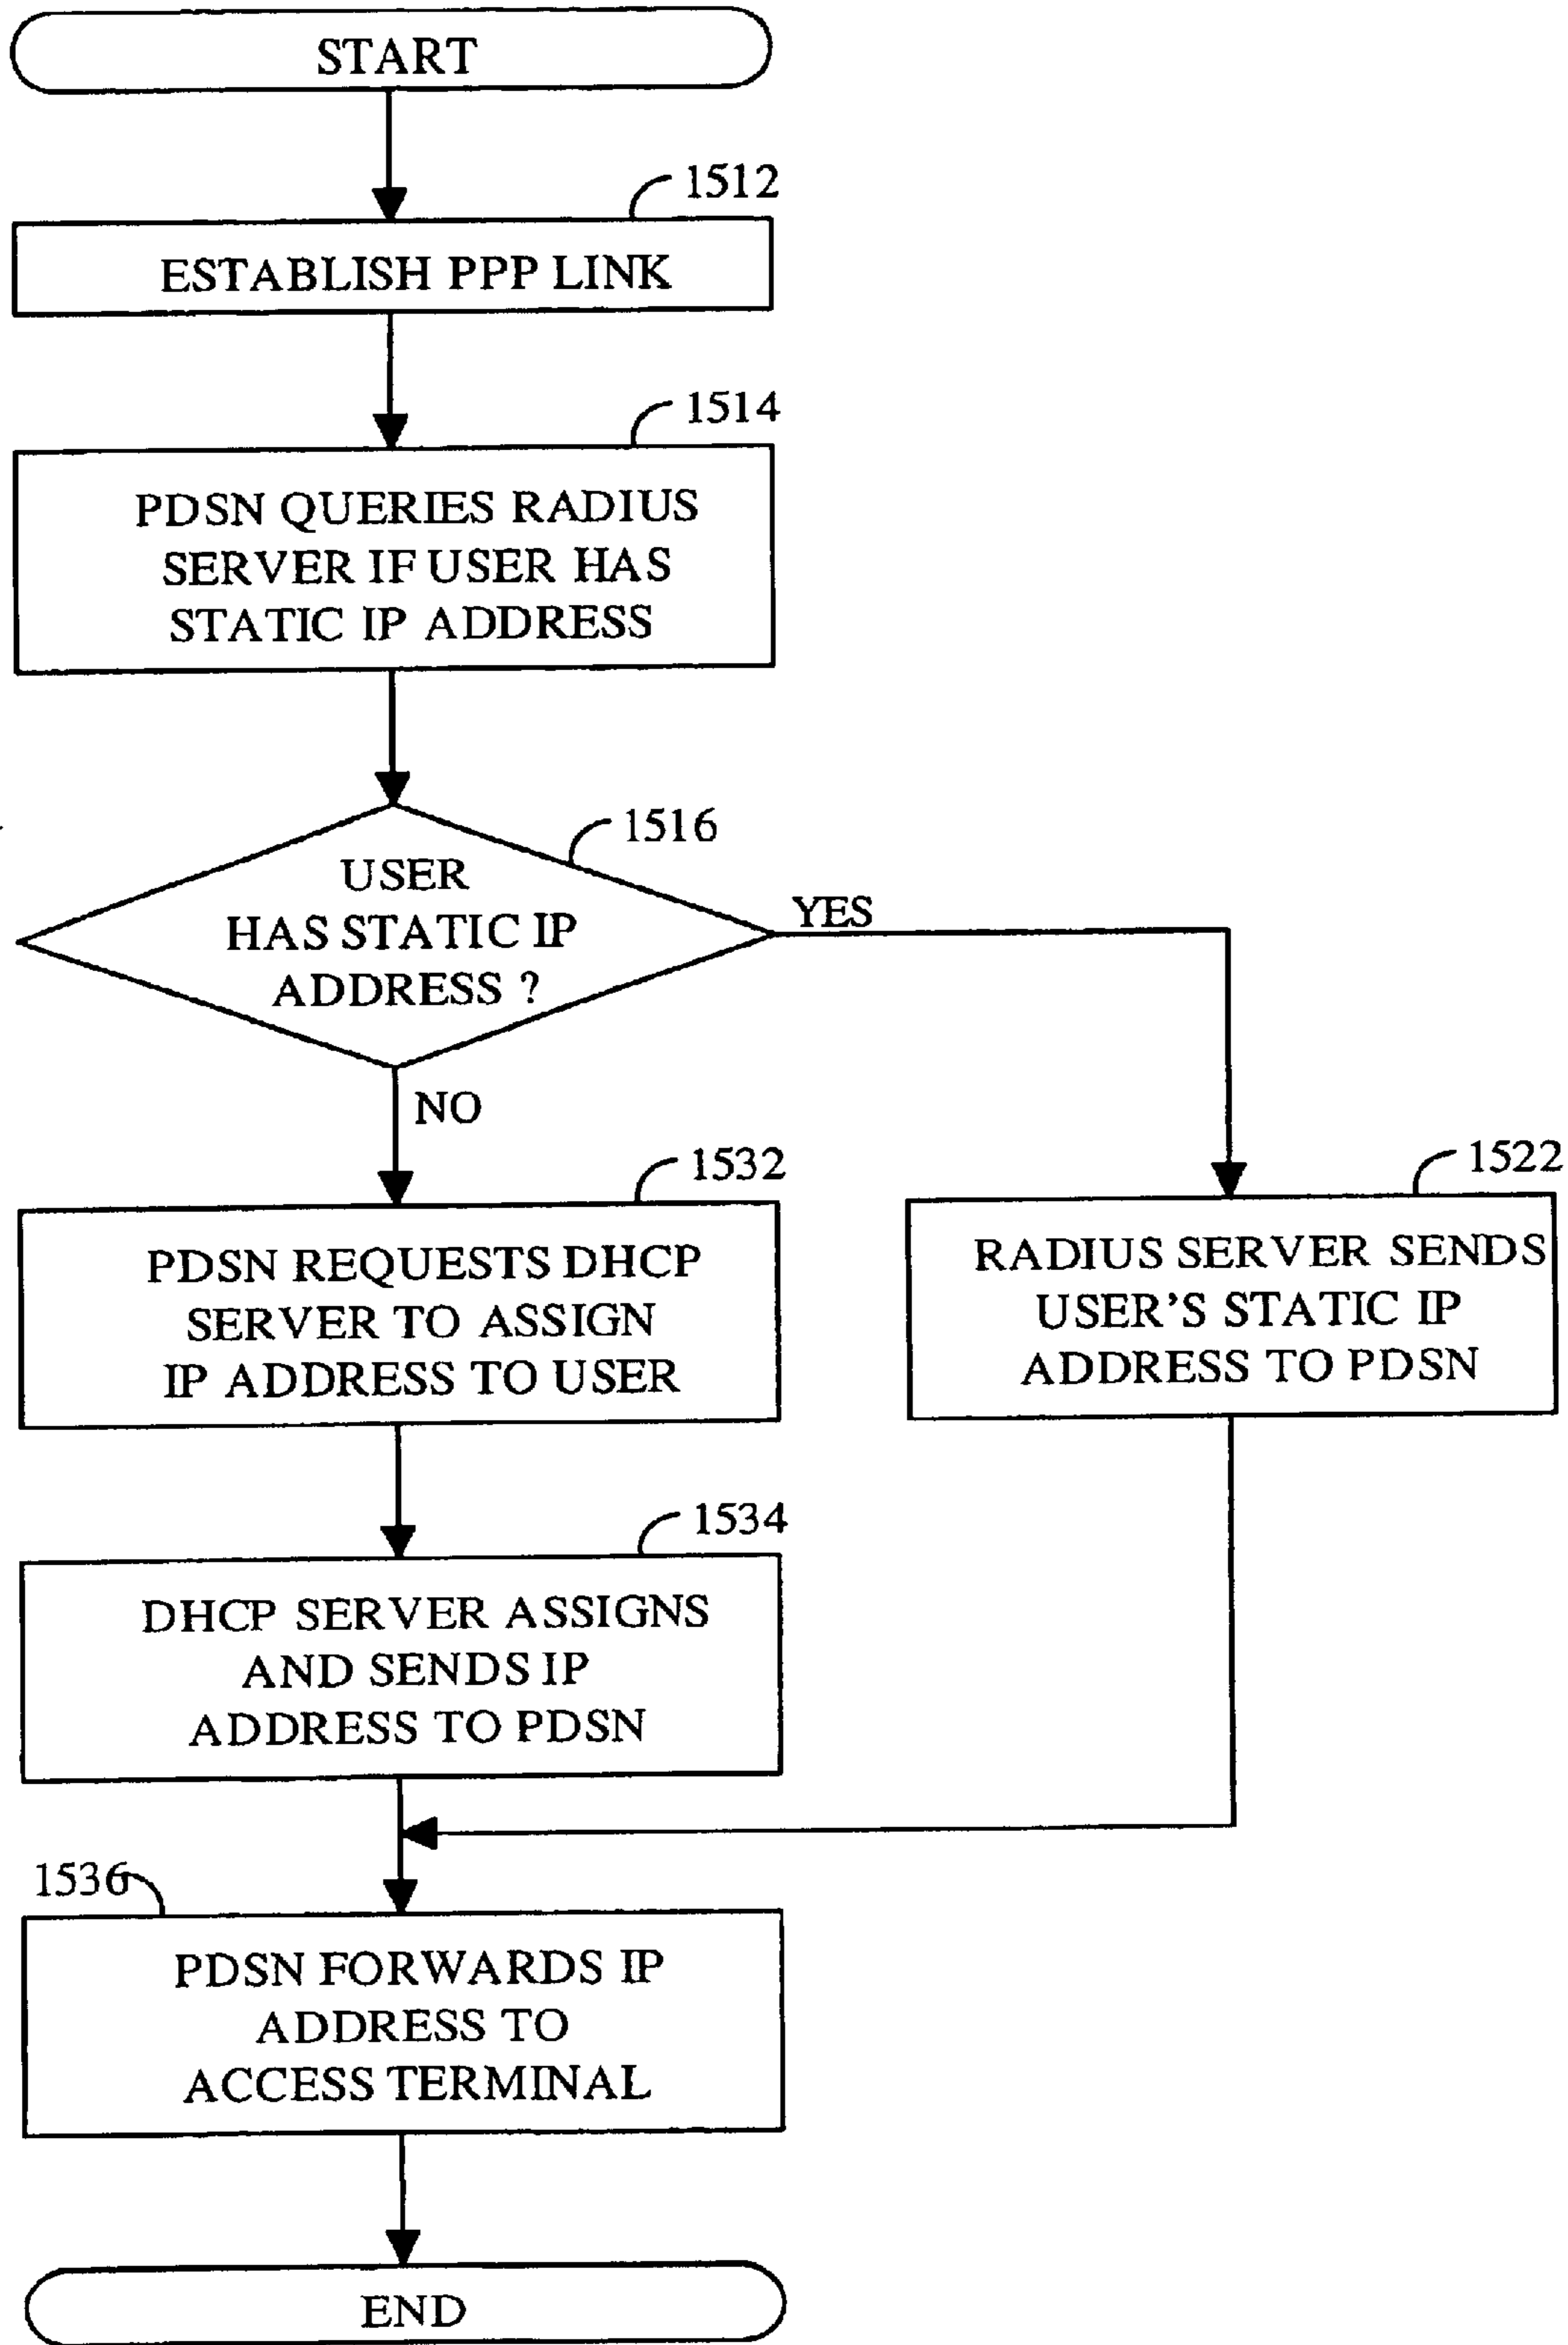 START
1512
ESTABLISH PPP LINK
1514
PDSN QUERIES RADIUS
SERVER IF USER HAS
STATIC IP ADDRESS
1516
USER
HAS STATIC IP
ADDRESS ?
YES
NO
1532
PDSN REQUESTS DHCP
SERVER TO ASSIGN
IP ADDRESS TO USER
1522
RADIUS SERVER SENDS
USER'S STATIC IP
ADDRESS TO PDSN
1534
DHCP SERVER ASSIGNS
AND SENDS IP
ADDRESS TO PDSN
1536
PDSN FORWARDS IP
ADDRESS TO
ACCESS TERMINAL
END